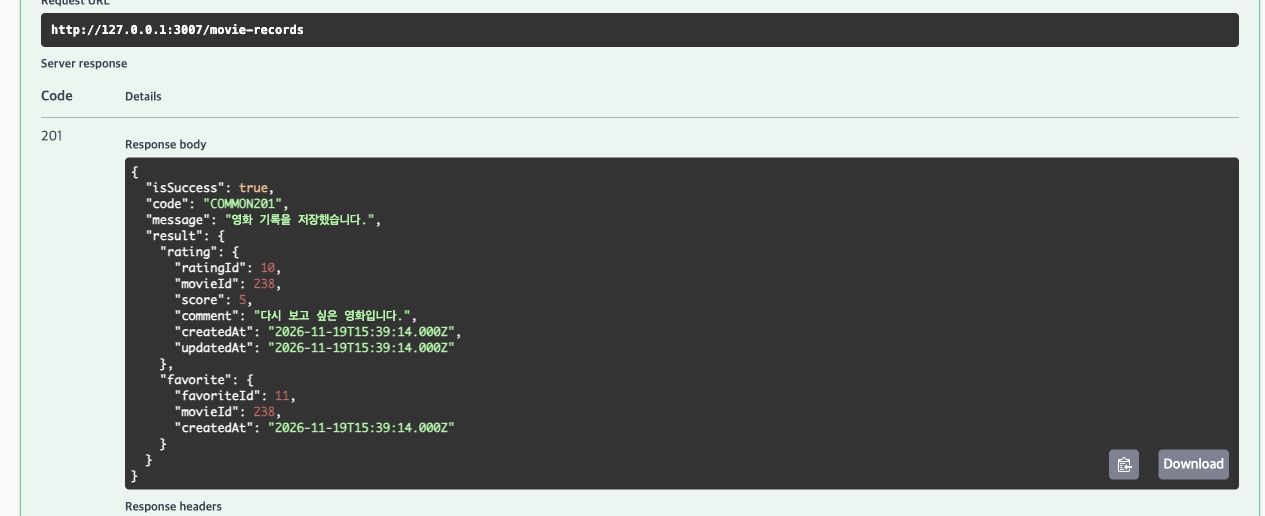 Request URL
http://127.0.0.1:3007/movie-records
Server response
Code Details
201
Response body
{
  "isSuccess": true,
  "code": "COMMON201",
  "message": "영화 기록을 저장했습니다.",
  "result": {
    "rating": {
      "ratingId": 10,
      "movieId": 238,
      "score": 5,
      "comment": "다시 보고 싶은 영화입니다.",
      "createdAt": "2026-11-19T15:39:14.000Z",
      "updatedAt": "2026-11-19T15:39:14.000Z"
    },
    "favorite": {
      "favoriteId": 11,
      "movieId": 238,
      "createdAt": "2026-11-19T15:39:14.000Z"
    }
  }
}
Download
Response headers